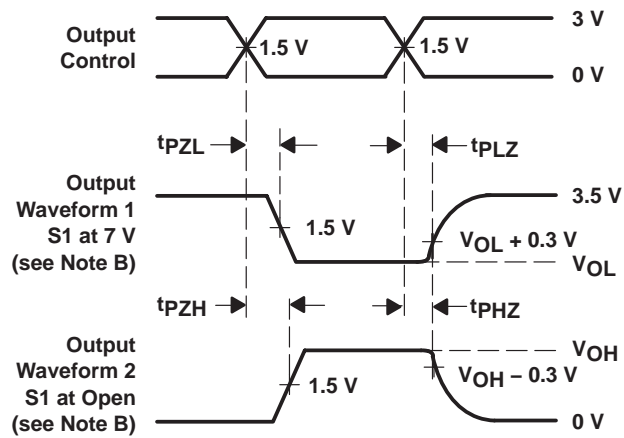 Output
Control
1.5 V
1.5 V
3 V
0 V
tPZL
tPLZ
Output
Waveform 1
S1 at 7 V
(see Note B)
1.5 V
3.5 V
VOL + 0.3 V
VOL
tPZH
tPHZ
Output
Waveform 2
S1 at Open
(see Note B)
1.5 V
VOH
VOH – 0.3 V
0 V